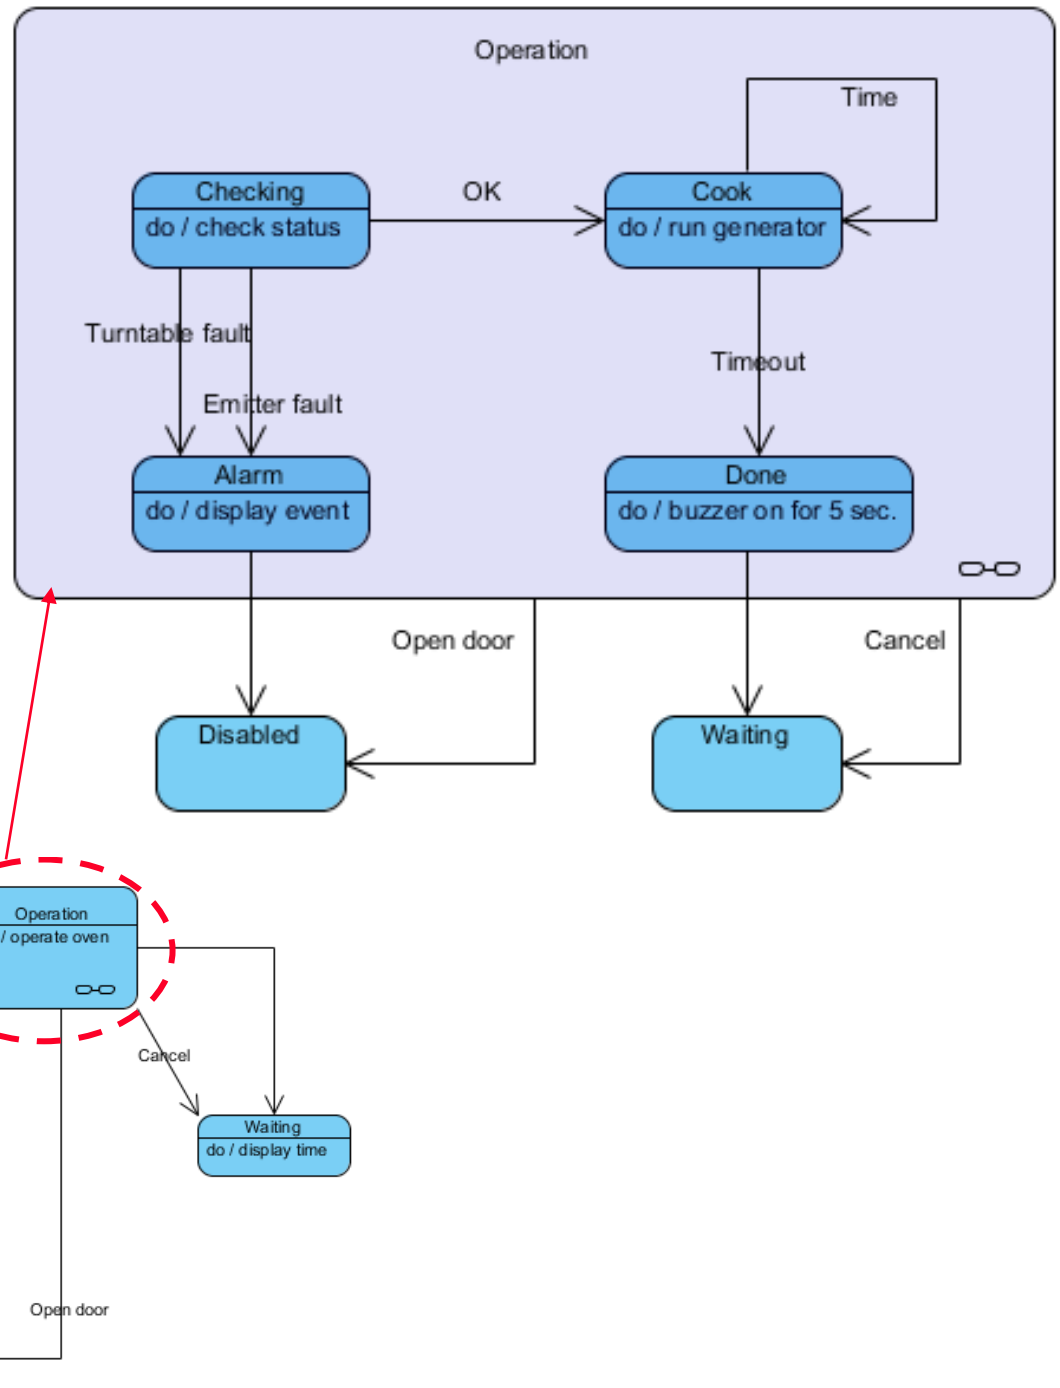 Operation
Time
Checking
do / check status
OK
Cook
do / run generator
Turntable fault
Timeout
Emitter fault
Alarm
do / display event
Done
do / buzzer on for 5 sec.
Open door
Cancel
Disabled
Waiting
Operation
/ operate oven
Cancel
Waiting
do / display time
Open door